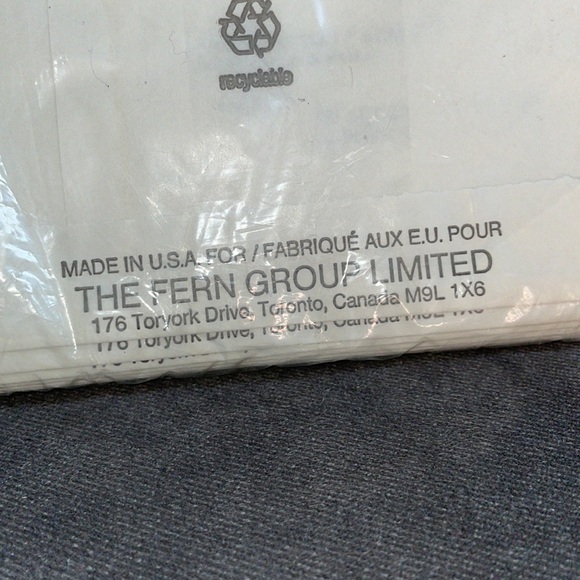 recyclable
MADE IN U.S.A. FOR / FABRIQUÉ AUX E.U. POUR
THE FERN GROUP LIMITED
176 Toryork Drive, Toronto, Canada M9L 1X6
176 Toryork Drive, Toronto, Canada M9L 1X6